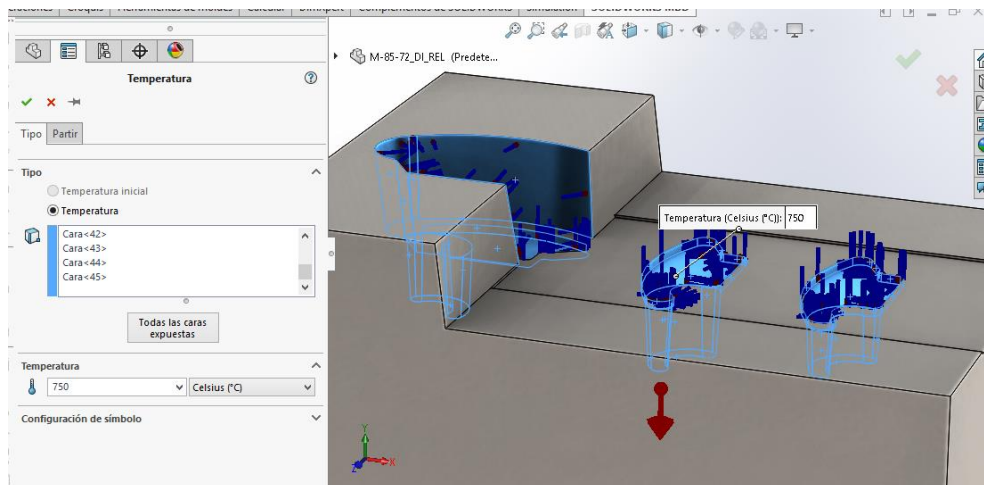 Croquis
Herramientas de moldes
Calcular
DimXpert
Complementos de SOLIDWORKS
Simulation
SOLIDWORKS MBD
M-85-72_DI_REL (Predete...
Temperatura
Tipo Partir
Tipo
Temperatura inicial
Temperatura
Cara<42>
Cara<43>
Cara<44>
Cara<45>
Todas las caras
expuestas
Temperatura
750 Celsius (°C)
Configuración de símbolo
Temperatura (Celsius (°C)): 750
Y
X
Z